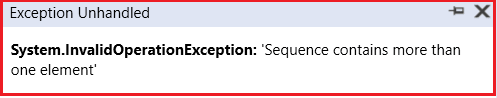 Exception Unhandled
System.InvalidOperationException: 'Sequence contains more than
one element'